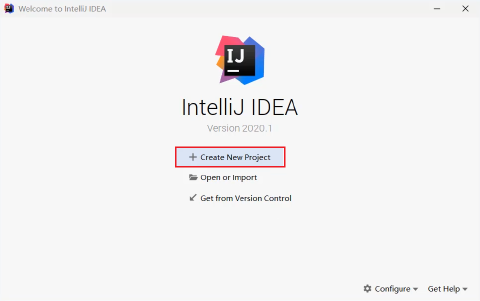 Welcome to IntelliJ IDEA
IJ
IntelliJ IDEA
Version 2020.1
Create New Project
Open or Import
Get from Version Control
Configure Get Help